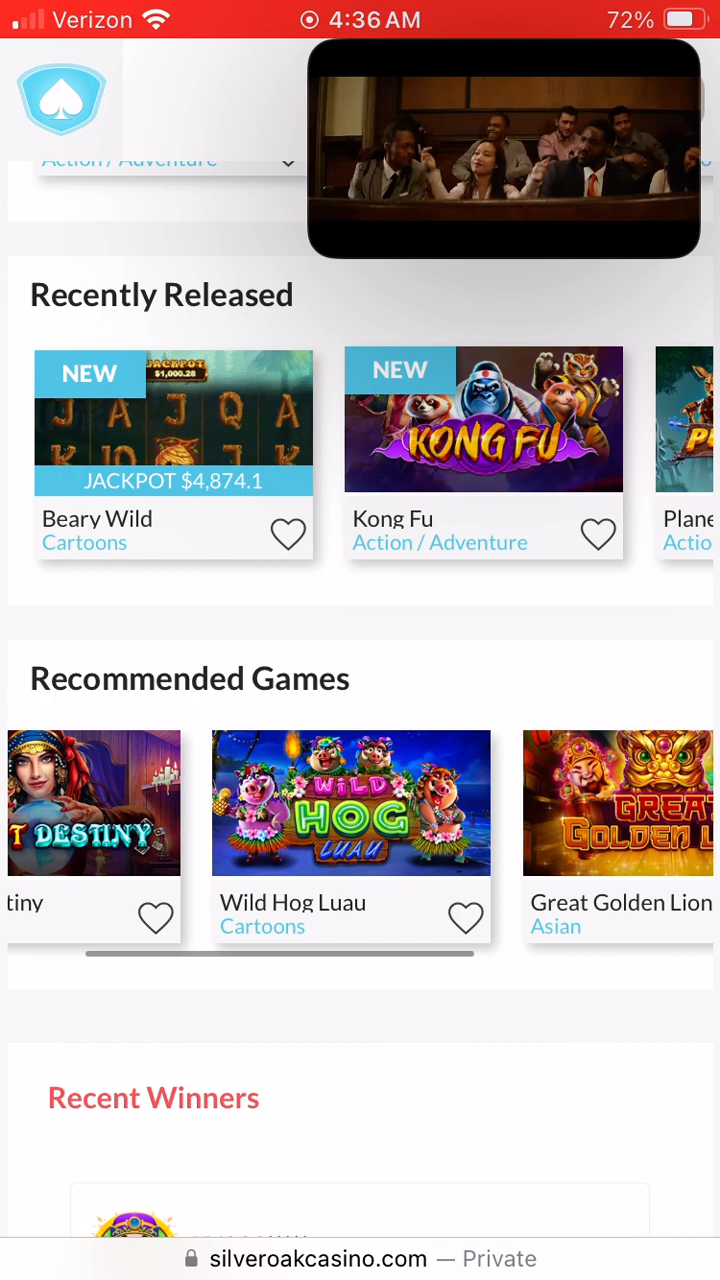 Verizon 4:36 AM 72%
Action / Adventure
Recently Released
NEW
JACKPOT
$1,000.28
J A J Q A
JACKPOT $4,874.1
Beary Wild
Cartoons
NEW
KONG FU
Kong Fu
Action / Adventure
Plane
Actio
Recommended Games
T DESTINY
tiny
WILD
HOG
LUAU
Wild Hog Luau
Cartoons
GREA
GOLDEN L
Great Golden Lion
Asian
Recent Winners
silveroakcasino.com — Private